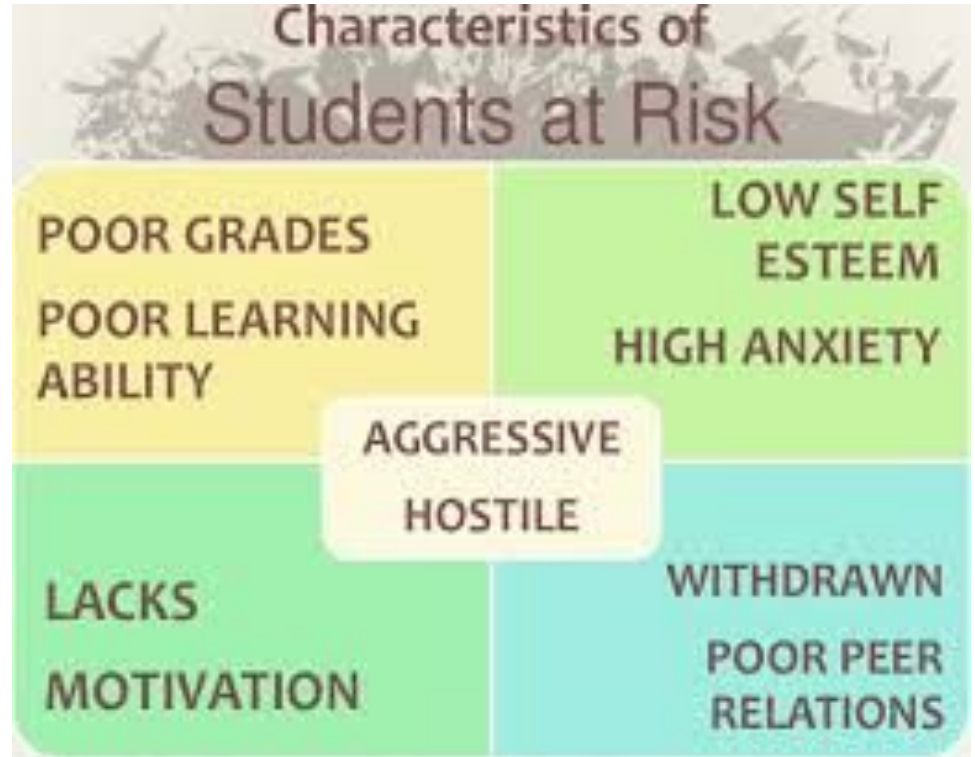 Characteristics of
Students at Risk
POOR GRADES
POOR LEARNING
ABILITY
LOW SELF
ESTEEM
HIGH ANXIETY
AGGRESSIVE
HOSTILE
LACKS
MOTIVATION
WITHDRAWN
POOR PEER
RELATIONS